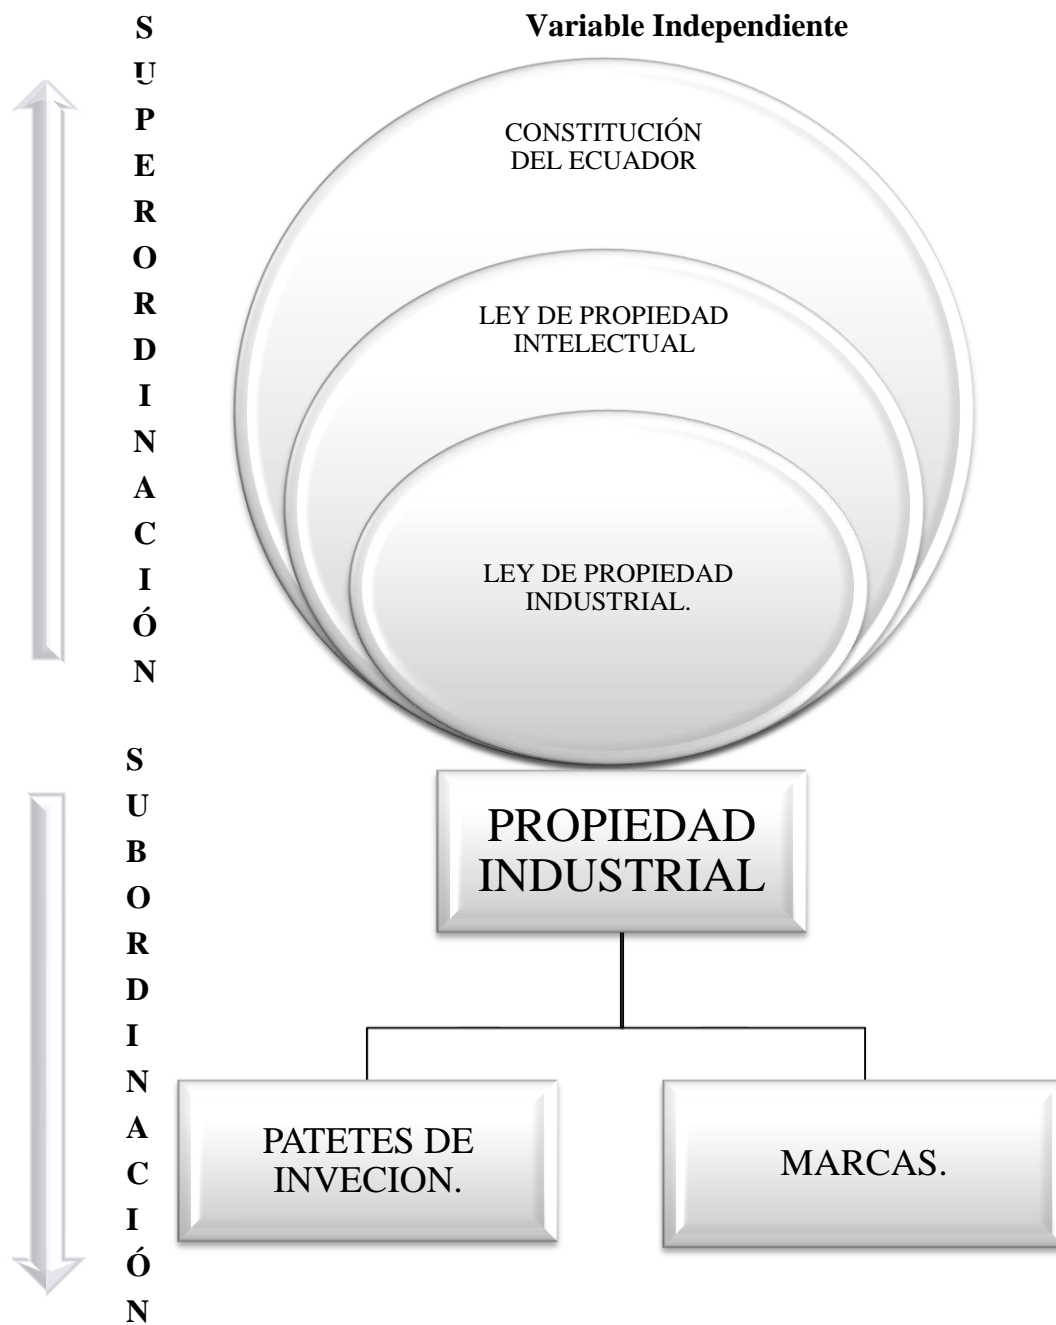 Variable Independiente
S
U
P
E
R
O
R
D
I
N
A
C
I
Ó
N
CONSTITUCIÓN
DEL ECUADOR
LEY DE PROPIEDAD
INTELECTUAL
LEY DE PROPIEDAD
INDUSTRIAL.
S
U
B
O
R
D
I
N
A
C
I
Ó
N
PROPIEDAD
INDUSTRIAL
PATETES DE
INVECION.
MARCAS.